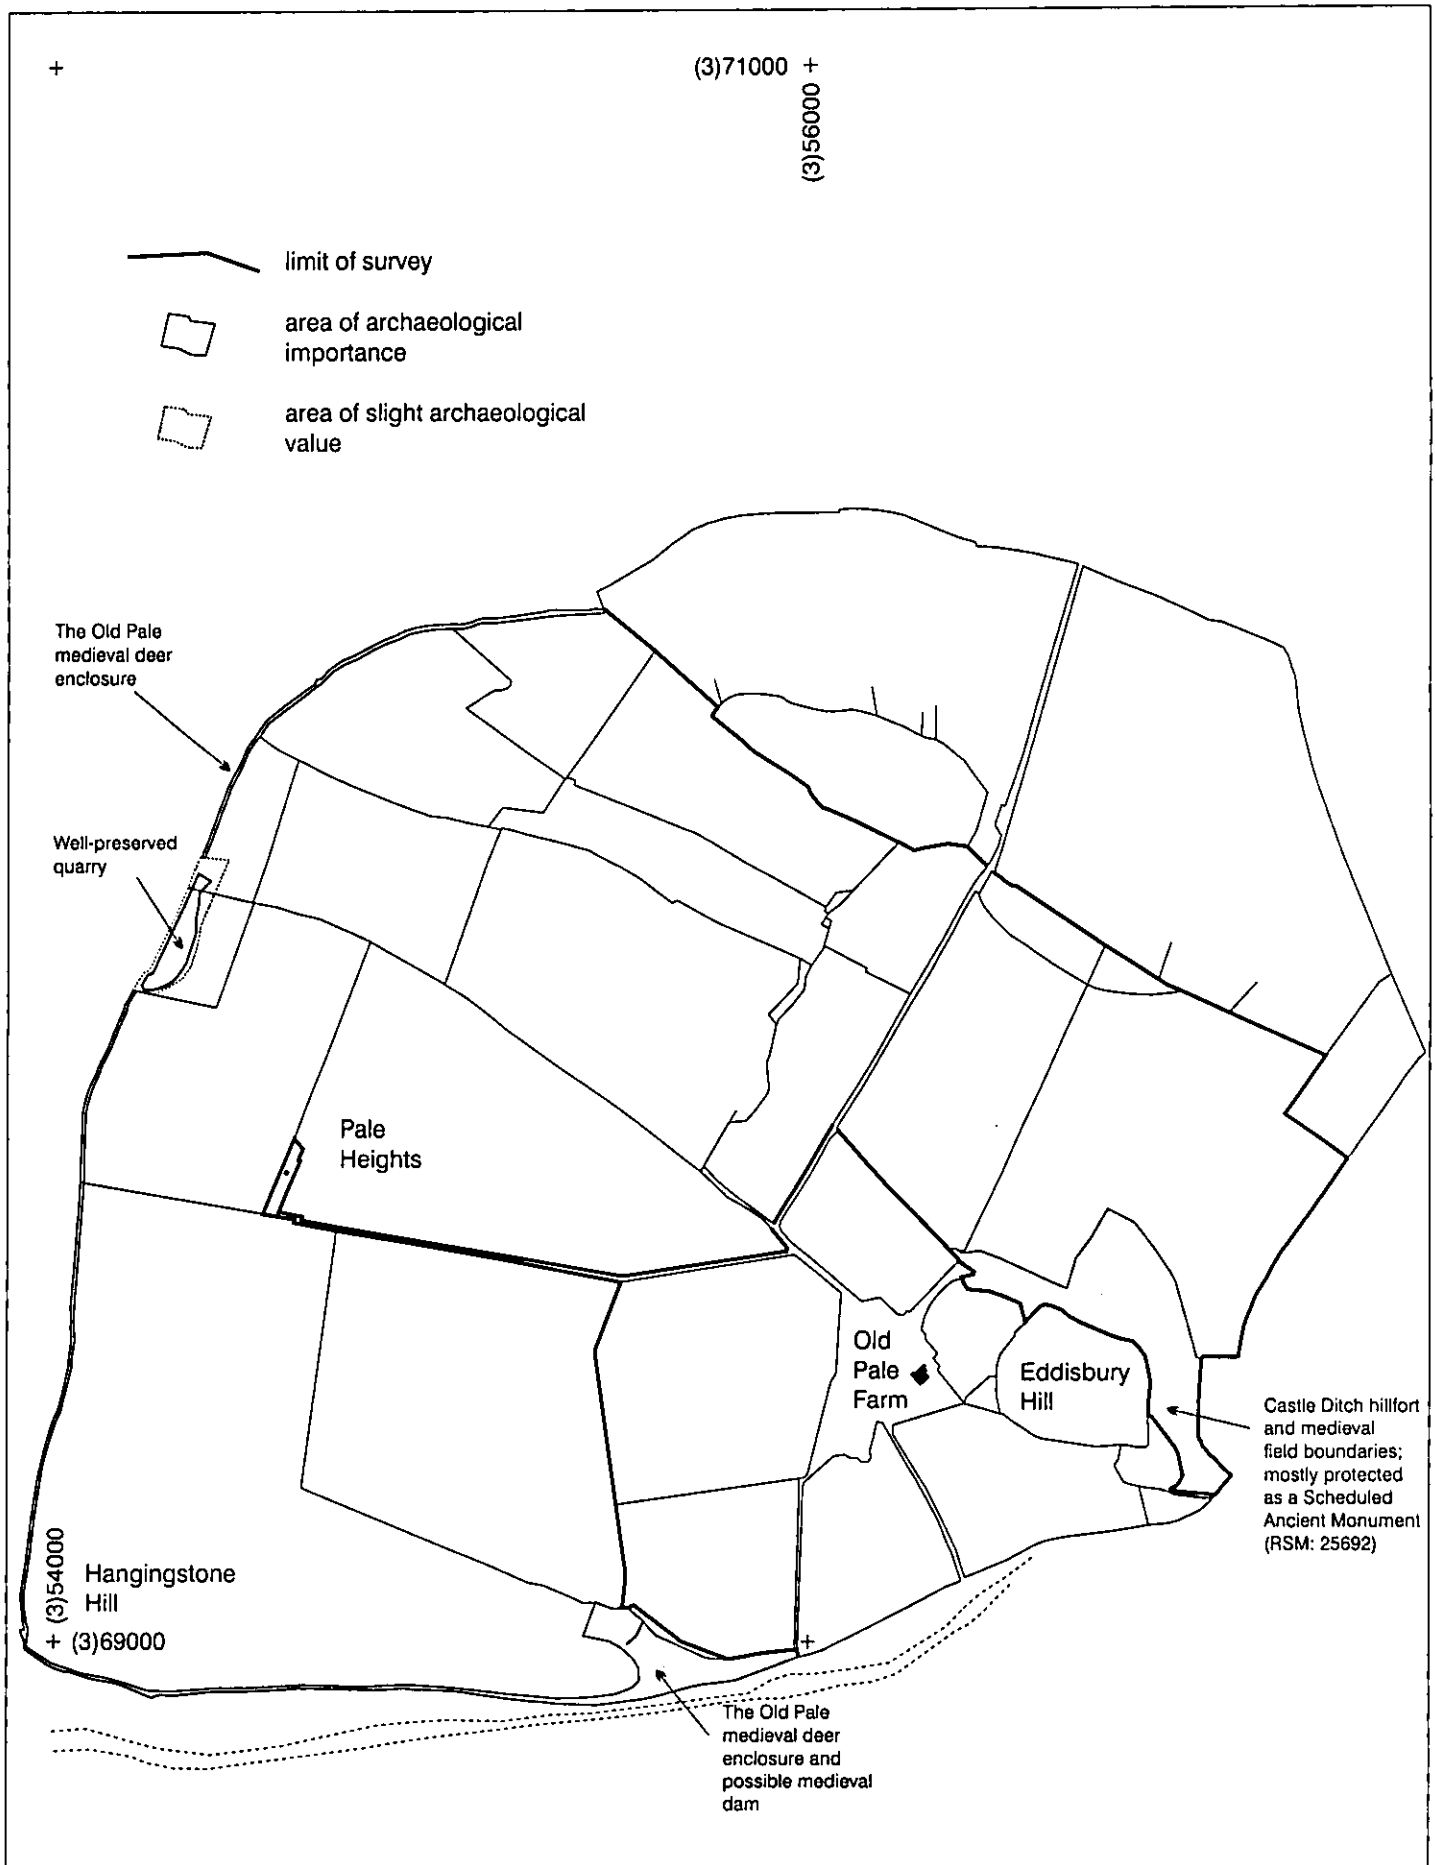 (3)71000
(3)56000
limit of survey
area of archaeological
importance
area of slight archaeological
value
The Old Pale
medieval deer
enclosure
Well-preserved
quarry
Pale
Heights
Old
Pale
Farm
Eddisbury
Hill
Castle Ditch hillfort
and medieval
field boundaries;
mostly protected
as a Scheduled
Ancient Monument
(RSM: 25692)
(3)54000
Hangingstone
Hill
(3)69000
The Old Pale
medieval deer
enclosure and
possible medieval
dam